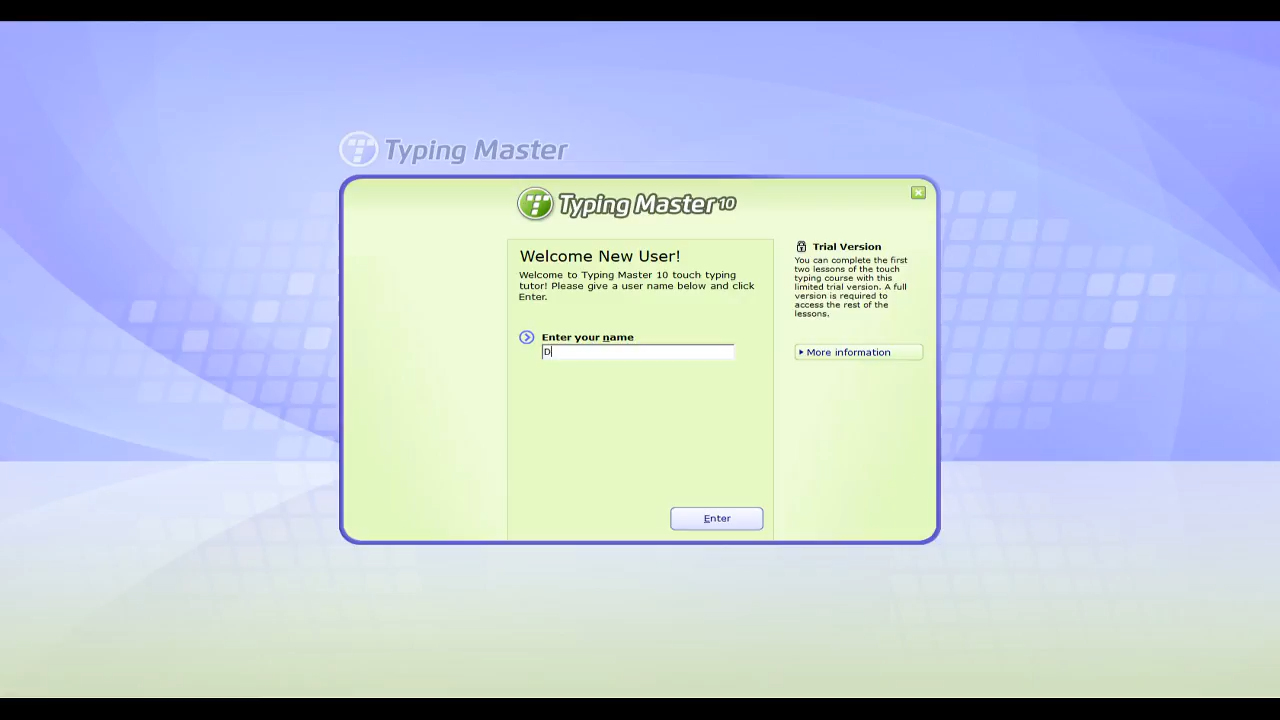 Typing Master
Typing Master 10
Welcome New User!
Welcome to Typing Master 10 touch typing
tutor! Please give a user name below and click
Enter.
Enter your name
D
Enter
Trial Version
You can complete the first
two lessons of the touch
typing course with this
limited trial version. A full
version is required to
access the rest of the
lessons.
More information